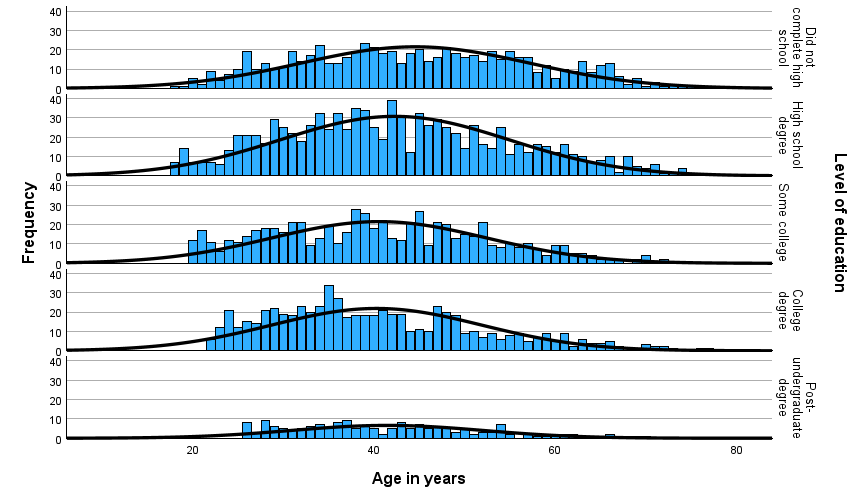 40
30
20
10
0
Did not
complete high
school
40
30
20
10
0
High school
degree
40
30
20
10
0
Some college
40
30
20
10
0
College
degree
40
30
20
10
0
Post-
undergraduate
degree
Frequency
Level of education
20
40
60
80
Age in years